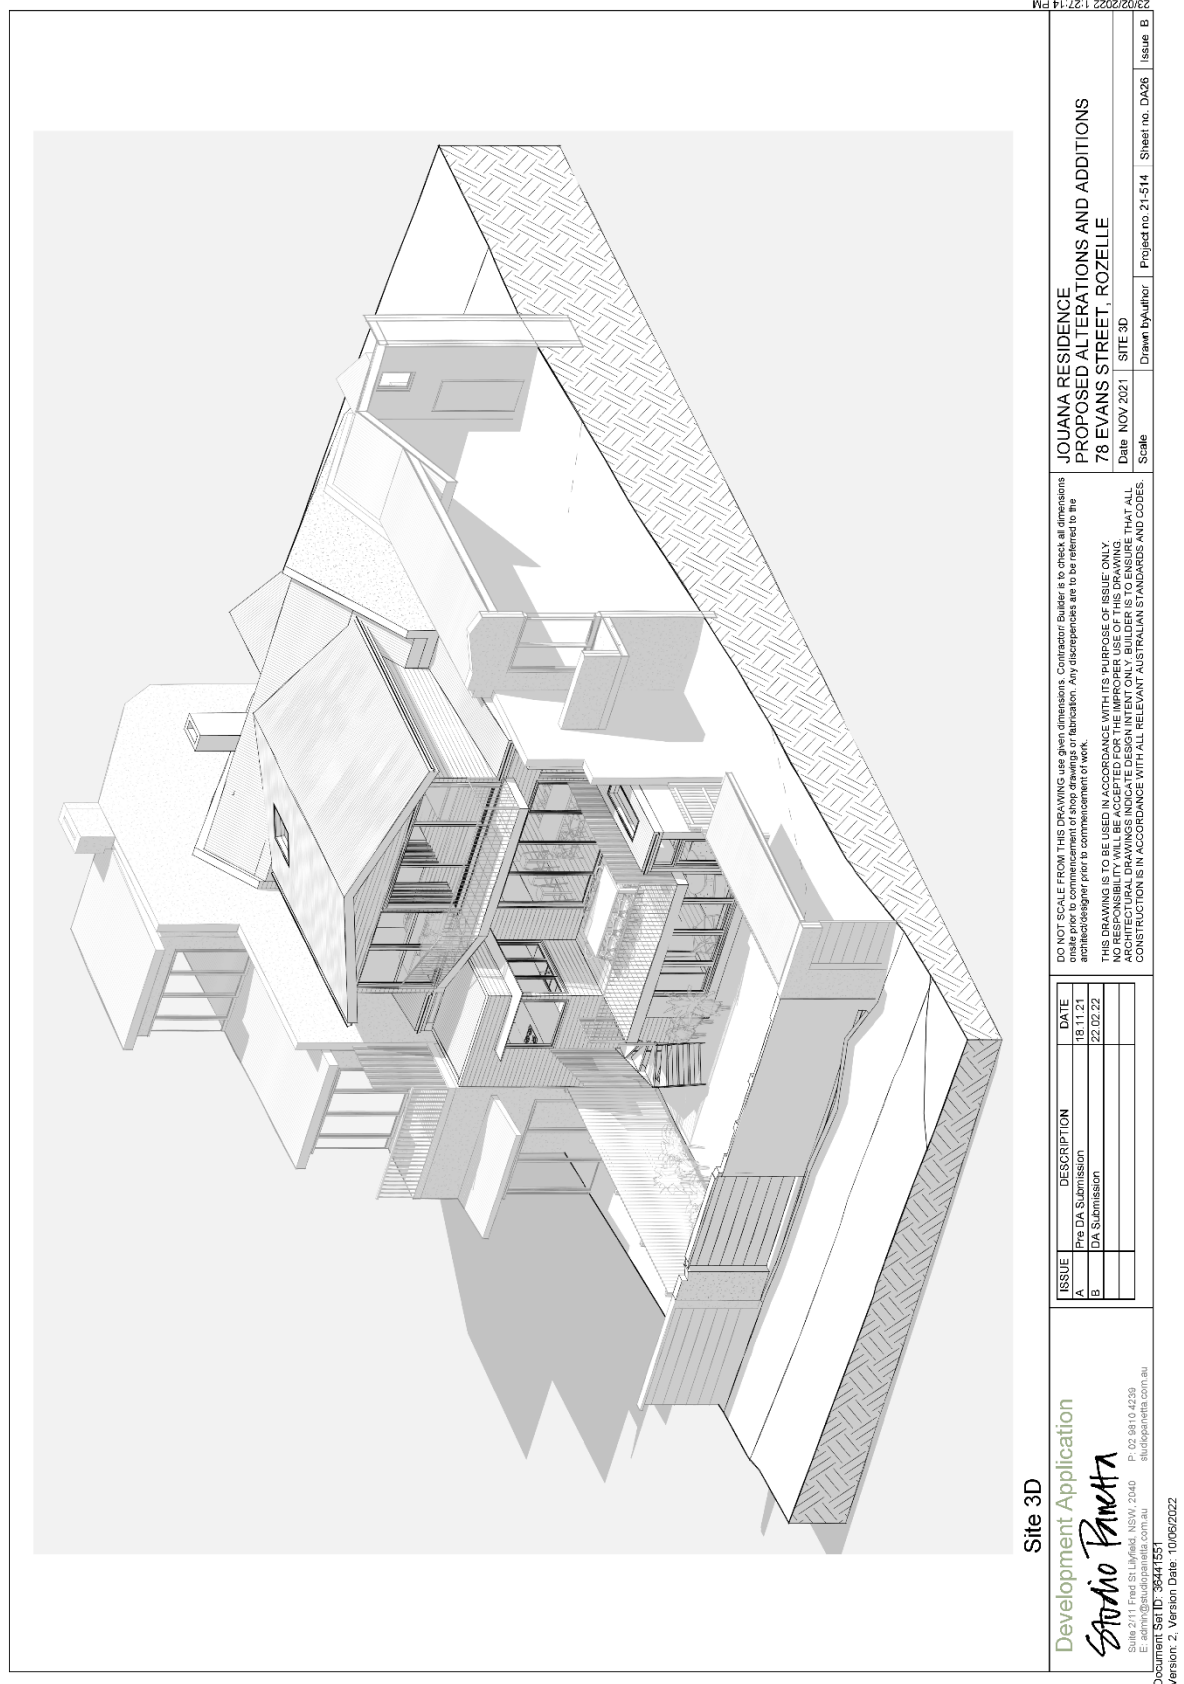 Site 3D
Development Application
Studio Panetta
Suite 2/11 Fred St Lilyfield, NSW, 2040 P: 02 9810 4239
E: admin@studiopanetta.com.au studiopanetta.com.au
ISSUE DESCRIPTION DATE
A Pre DA Submission 18.11.21
B DA Submission 22.02.22
DO NOT SCALE FROM THIS DRAWING use given dimensions. Contractor/ Builder is to check all dimensions
onsite prior to commencement of shop drawings or fabrication. Any discrepencies are to be referred to the
architect/designer prior to commencement of work.
THIS DRAWING IS TO BE USED IN ACCORDANCE WITH ITS 'PURPOSE OF ISSUE' ONLY.
NO RESPONSIBILITY WILL BE ACCEPTED FOR THE IMPROPER USE OF THIS DRAWING.
ARCHITECTURAL DRAWINGS INDICATE DESIGN INTENT ONLY. BUILDER IS TO ENSURE THAT ALL
CONSTRUCTION IS IN ACCORDANCE WITH ALL RELEVANT AUSTRALIAN STANDARDS AND CODES.
JOUANA RESIDENCE
PROPOSED ALTERATIONS AND ADDITIONS
78 EVANS STREET, ROZELLE
Date NOV 2021 SITE 3D
Scale Drawn by Author Project no. 21-514 Sheet no. DA26 Issue B
23/02/2022 1:27:14 PM
Document Set ID: 36441551
Version: 2, Version Date: 10/06/2022